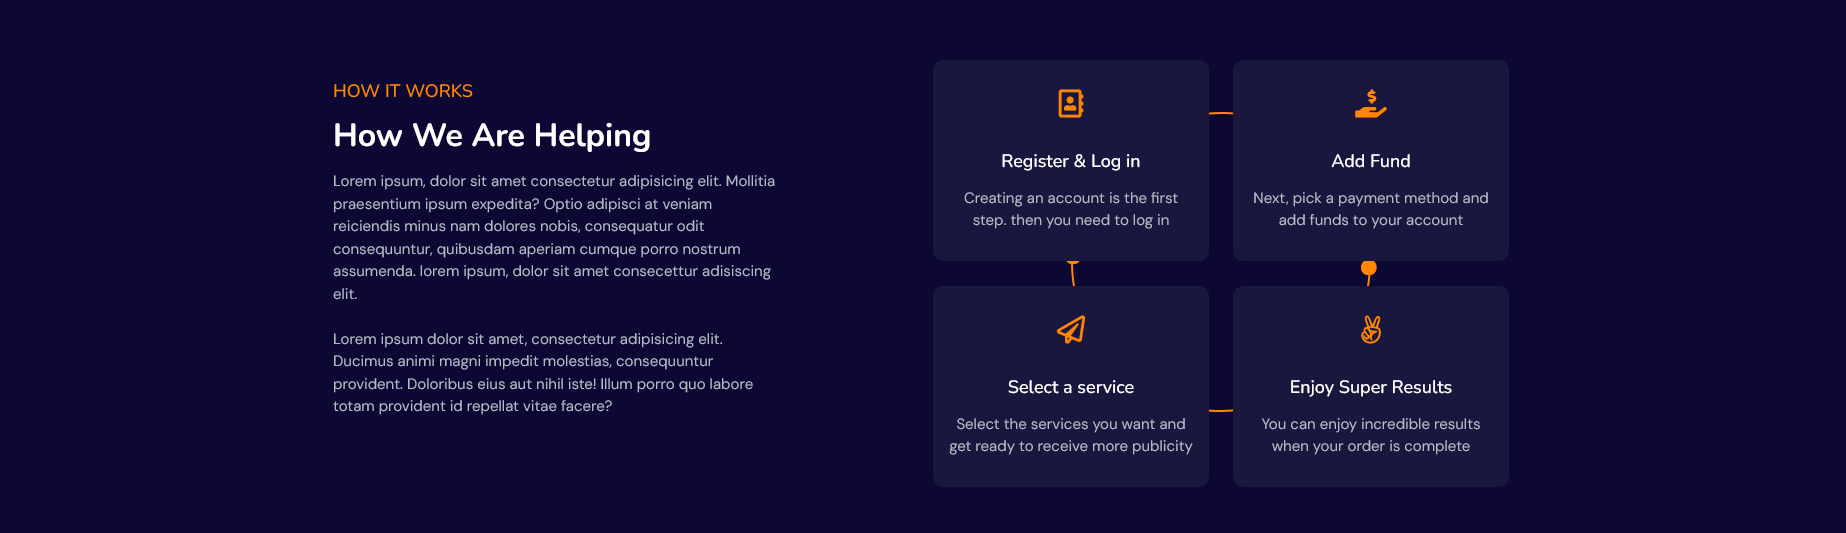 HOW IT WORKS
How We Are Helping
Lorem ipsum, dolor sit amet consectetur adipisicing elit. Mollitia
praesentium ipsum expedita? Optio adipisci at veniam
reiciendis minus nam dolores nobis, consequatur odit
consequuntur, quibusdam aperiam cumque porro nostrum
assumenda. lorem ipsum, dolor sit amet consecettur adisiscing
elit.
Lorem ipsum dolor sit amet, consectetur adipisicing elit.
Ducimus animi magni impedit molestias, consequuntur
provident. Doloribus eius aut nihil iste! Illum porro quo labore
totam provident id repellat vitae facere?
Register & Log in
Creating an account is the first
step. then you need to log in
Add Fund
Next, pick a payment method and
add funds to your account
Select a service
Select the services you want and
get ready to receive more publicity
Enjoy Super Results
You can enjoy incredible results
when your order is complete